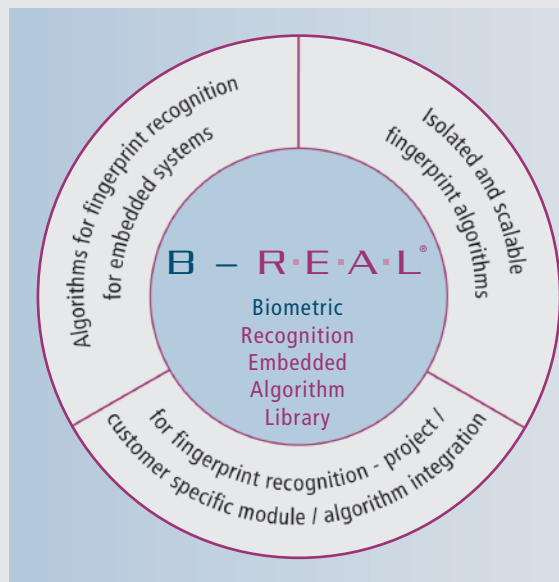 Algorithms for fingerprint recognition
for embedded systems
Isolated and scalable
fingerprint algorithms
B – R·E·A·L®
Biometric
Recognition
Embedded
Algorithm
Library
for fingerprint recognition - project /
customer specific module / algorithm integration